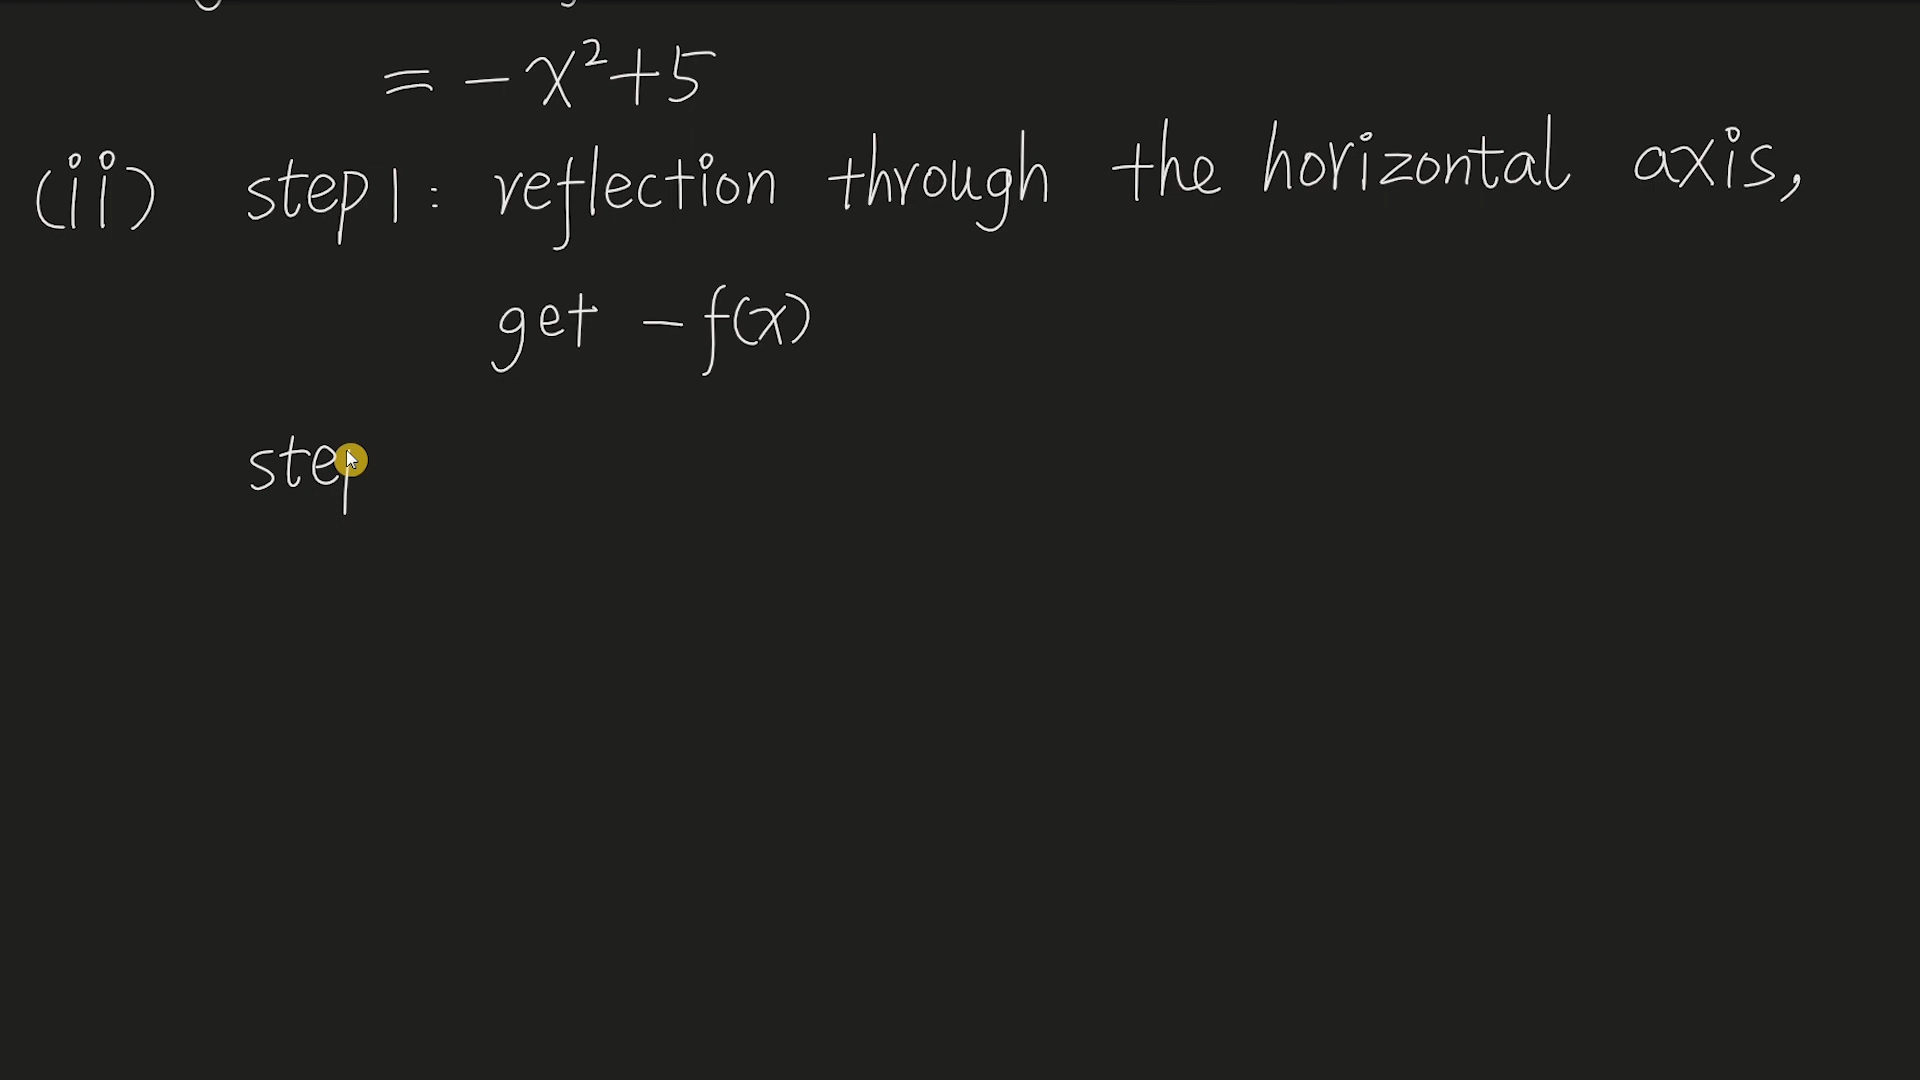 = -x²+5
(ii) step1: reflection through the horizontal axis,
get -f(x)
step